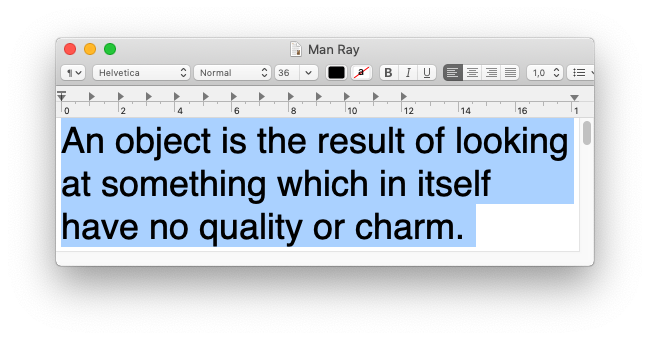 Man Ray
¶ Helvetica Normal 36 a B I U 1,0
0 2 4 6 8 10 12 14 16 1
An object is the result of looking
at something which in itself
have no quality or charm.